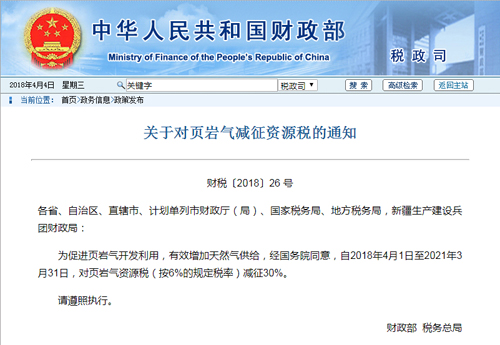 中华人民共和国财政部
Ministry of Finance of the People's Republic of China
税政司
2018年4月4日 星期三 关键字 税政司 搜 索 高级检索 返回主站
当前位置： 首页>政务信息>政策发布
关于对页岩气减征资源税的通知
财税〔2018〕26 号
各省、自治区、直辖市、计划单列市财政厅（局）、国家税务局、地方税务局，新疆生产建设兵
团财政局：
为促进页岩气开发利用，有效增加天然气供给，经国务院同意，自2018年4月1日至2021年3
月31日，对页岩气资源税（按6%的规定税率）减征30%。
请遵照执行。
财政部 税务总局